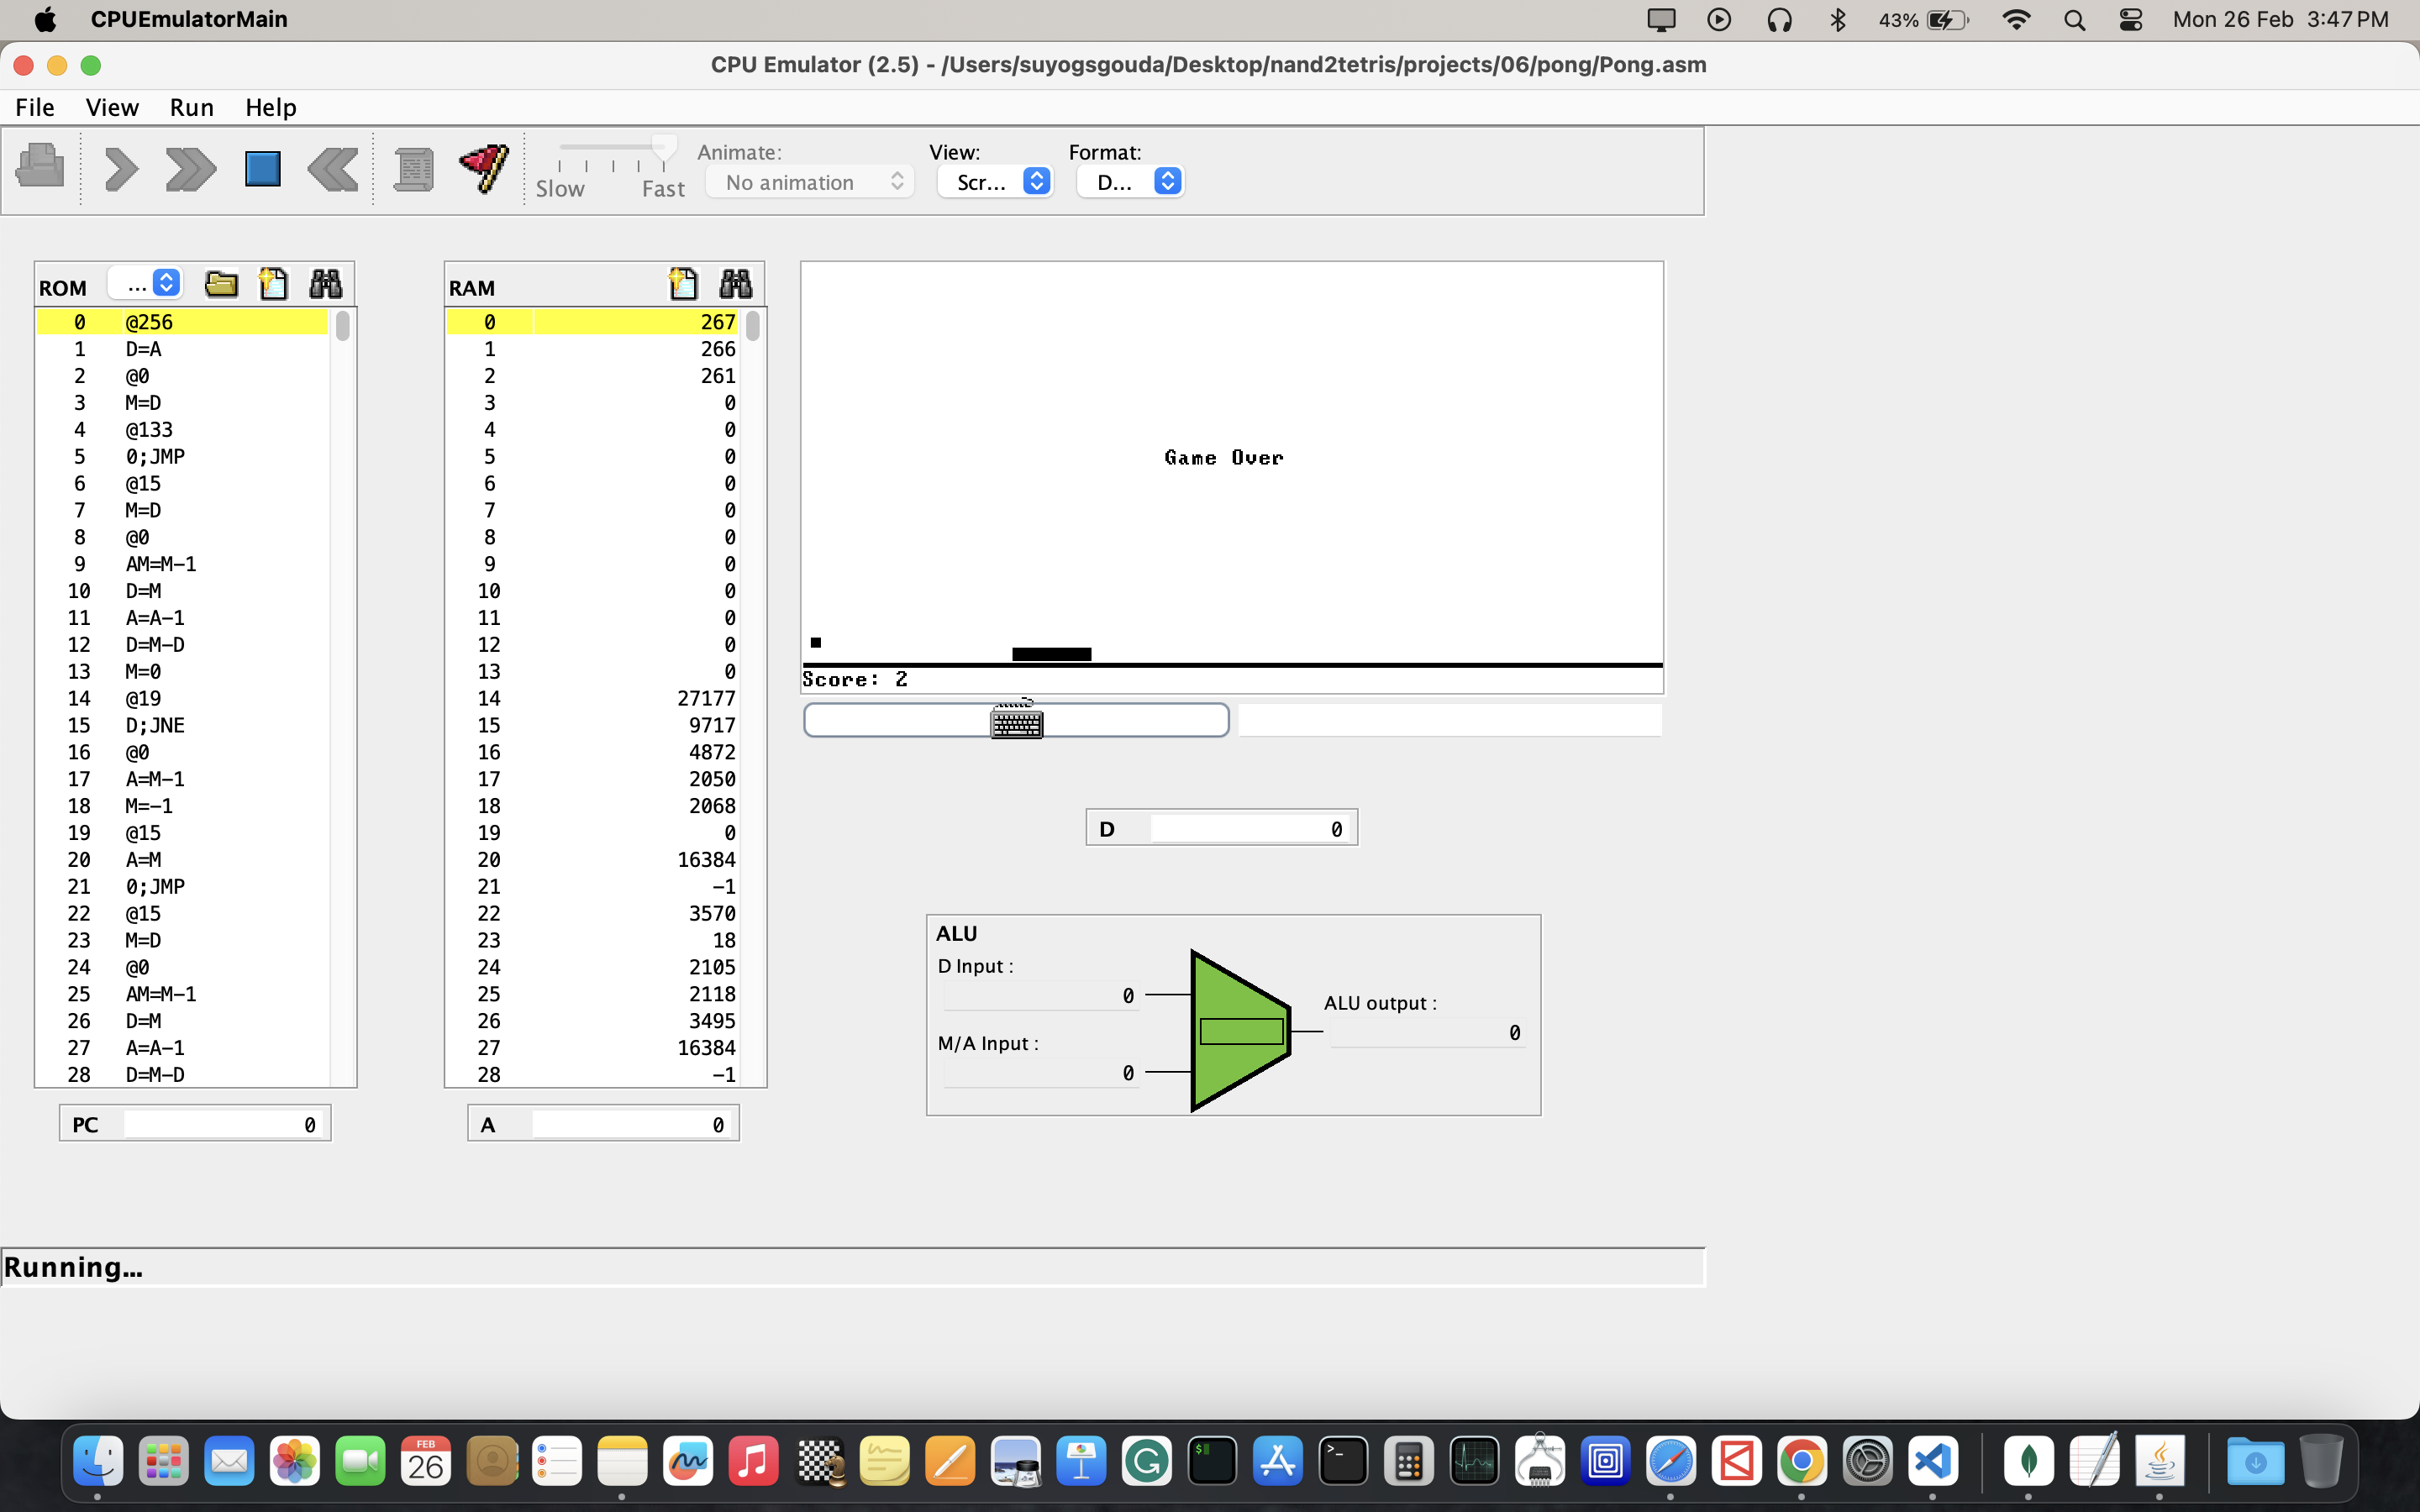 CPUEmulatorMain
43%
Mon 26 Feb 3:47 PM
CPU Emulator (2.5) - /Users/suyogsgouda/Desktop/nand2tetris/projects/06/pong/Pong.asm
File View Run Help
Slow Fast
Animate:
No animation
View:
Scr...
Format:
D...
ROM ...
0 @256
1 D=A
2 @0
3 M=D
4 @133
5 0;JMP
6 @15
7 M=D
8 @0
9 AM=M-1
10 D=M
11 A=A-1
12 D=M-D
13 M=0
14 @19
15 D;JNE
16 @0
17 A=M-1
18 M=-1
19 @15
20 A=M
21 0;JMP
22 @15
23 M=D
24 @0
25 AM=M-1
26 D=M
27 A=A-1
28 D=M-D
PC 0
RAM
0 267
1 266
2 261
3 0
4 0
5 0
6 0
7 0
8 0
9 0
10 0
11 0
12 0
13 0
14 27177
15 9717
16 4872
17 2050
18 2068
19 0
20 16384
21 -1
22 3570
23 18
24 2105
25 2118
26 3495
27 16384
28 -1
A 0
Game Over
Score: 2
D 0
ALU
D Input :
0
M/A Input :
0
ALU output :
0
Running...
FEB
26